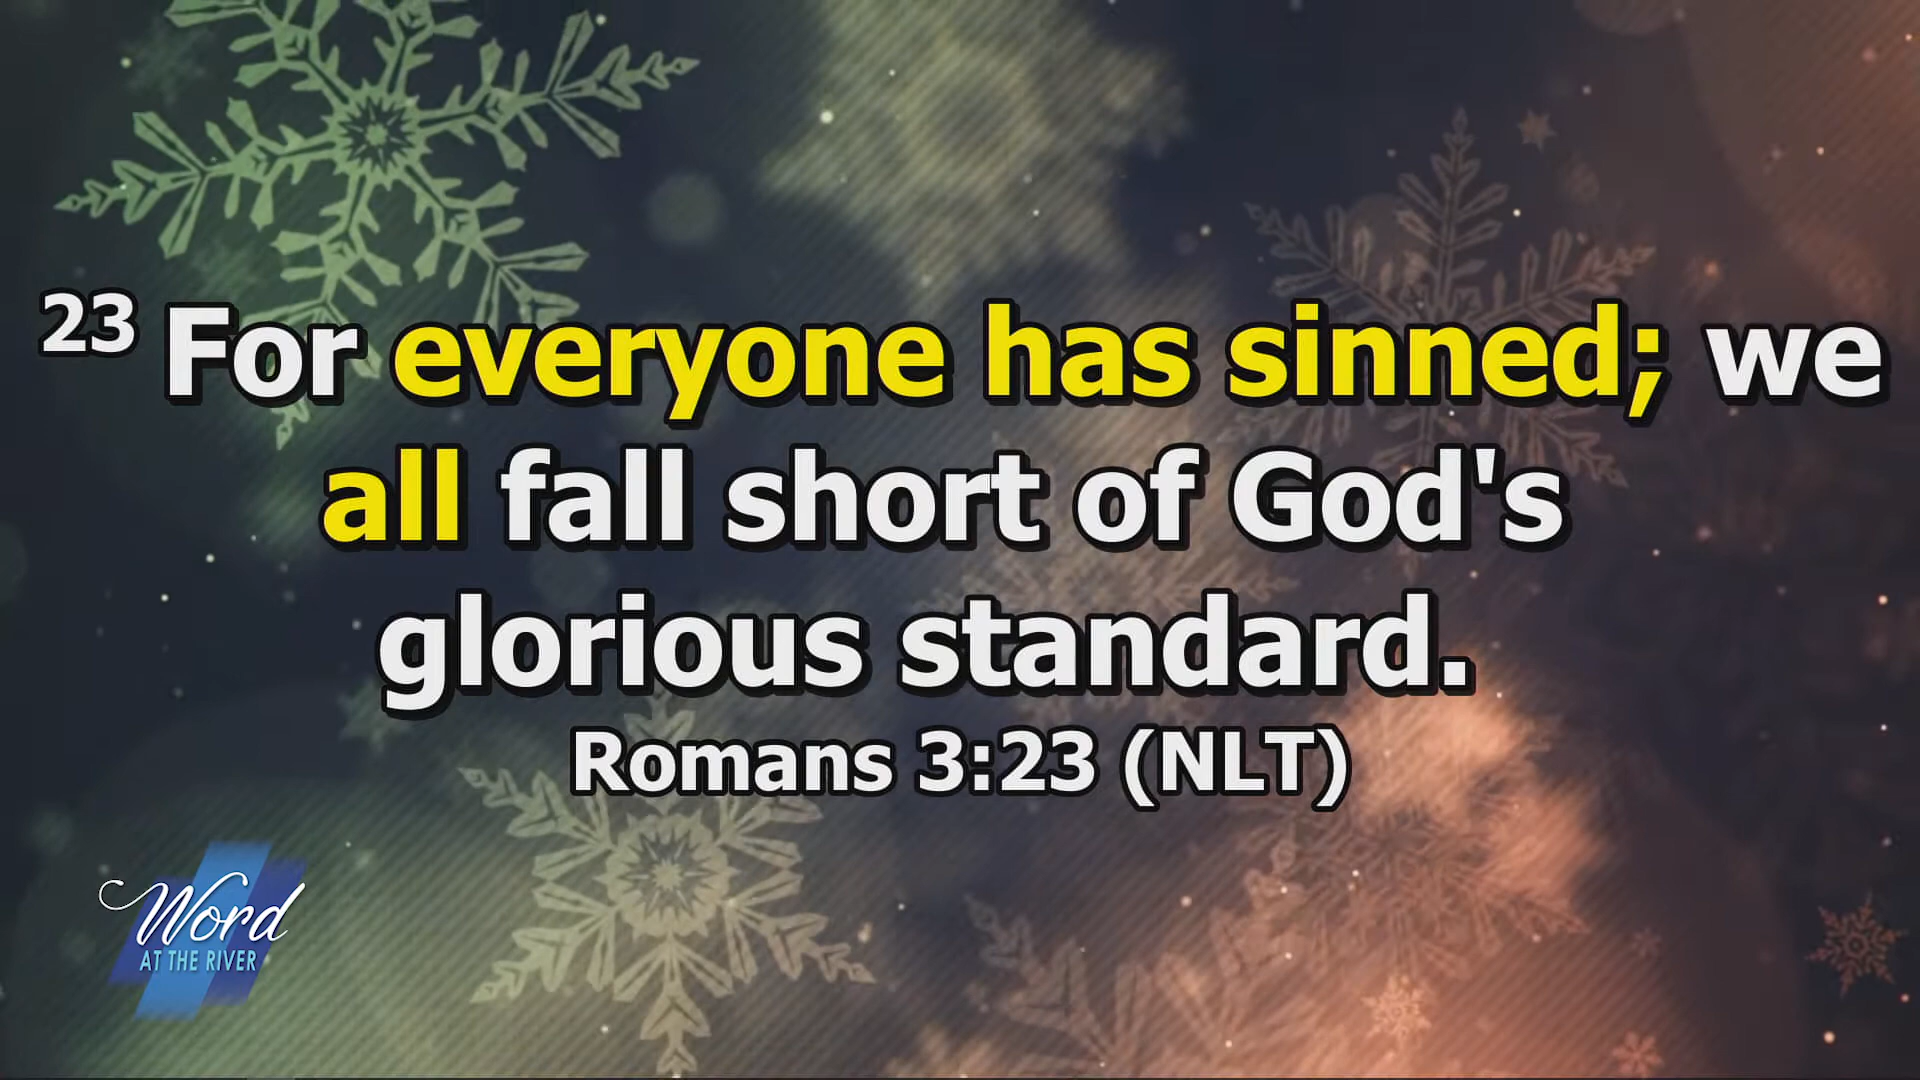 23 For everyone has sinned; we
all fall short of God's
glorious standard.
Romans 3:23 (NLT)
Word
AT THE RIVER